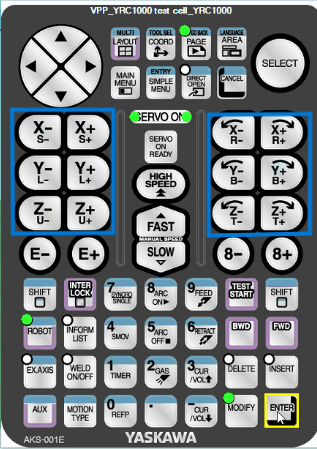 VPP_YRC1000 test cell_YRC1000
MULTI
LAYOUT
TOOL SEL
COORD
GO BACK
PAGE
LANGUAGE
AREA
SELECT
MAIN
MENU
ENTRY
SIMPLE
MENU
DIRECT
OPEN
CANCEL
SERVO ON
X-
S-
X+
S+
SERVO
ON
READY
X-
R-
X+
R+
Y-
L-
Y+
L+
HIGH
SPEED
Y-
B-
Y+
B+
Z-
U-
Z+
U+
FAST
MANUAL SPEED
SLOW
Z-
T-
Z+
T+
E-
E+
8-
8+
SHIFT
INTER
LOCK
7
SYNCRO
SINGLE
8
ARC
ON
9
FEED
TEST
START
SHIFT
ROBOT
INFORM
LIST
4
SMOV
5
ARC
OFF
6
RETRACT
BWD
FWD
EX.AXIS
WELD
ON/OFF
1
TIMER
2
GAS
3
CUR
/VOL
DELETE
INSERT
AUX
MOTION
TYPE
0
REFP
.
-
CUR
/VOL
MODIFY
ENTER
AKS-001E
YASKAWA